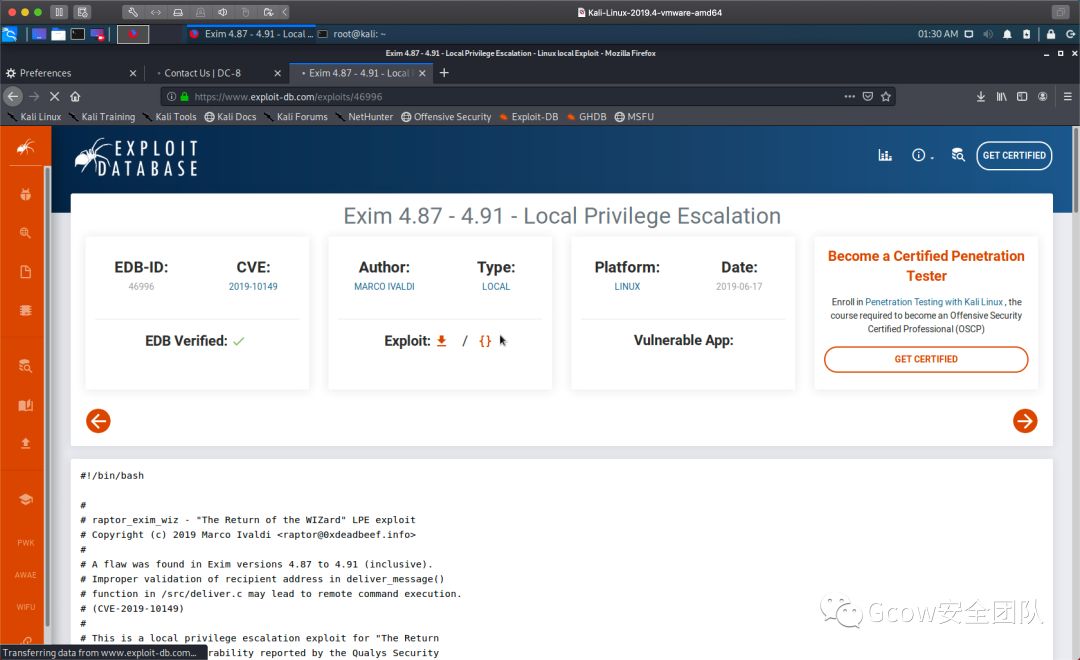 Kali-Linux-2019.4-vmware-amd64
Exim 4.87 - 4.91 - Local ...
root@kali: ~
01:30 AM
Exim 4.87 - 4.91 - Local Privilege Escalation - Linux local Exploit - Mozilla Firefox
Preferences
Contact Us | DC-8
Exim 4.87 - 4.91 - Local
https://www.exploit-db.com/exploits/46996
Kali Linux
Kali Training
Kali Tools
Kali Docs
Kali Forums
NetHunter
Offensive Security
Exploit-DB
GHDB
MSFU
EXPLOIT
DATABASE
GET CERTIFIED
Exim 4.87 - 4.91 - Local Privilege Escalation
EDB-ID:
46996
CVE:
2019-10149
EDB Verified:
Author:
MARCO IVALDI
Type:
LOCAL
Exploit: / {}
Platform:
LINUX
Date:
2019-06-17
Vulnerable App:
Become a Certified Penetration
Tester
Enroll in Penetration Testing with Kali Linux , the
course required to become an Offensive Security
Certified Professional (OSCP)
GET CERTIFIED
PWK
AWAE
WIFU
#!/bin/bash
#
# raptor_exim_wiz - "The Return of the WIZard" LPE exploit
# Copyright (c) 2019 Marco Ivaldi <raptor@0xdeadbeef.info>
#
# A flaw was found in Exim versions 4.87 to 4.91 (inclusive).
# Improper validation of recipient address in deliver_message()
# function in /src/deliver.c may lead to remote command execution.
# (CVE-2019-10149)
#
# This is a local privilege escalation exploit for "The Return
rability reported by the Qualys Security
Transferring data from www.exploit-db.com...
Gcow安全团队